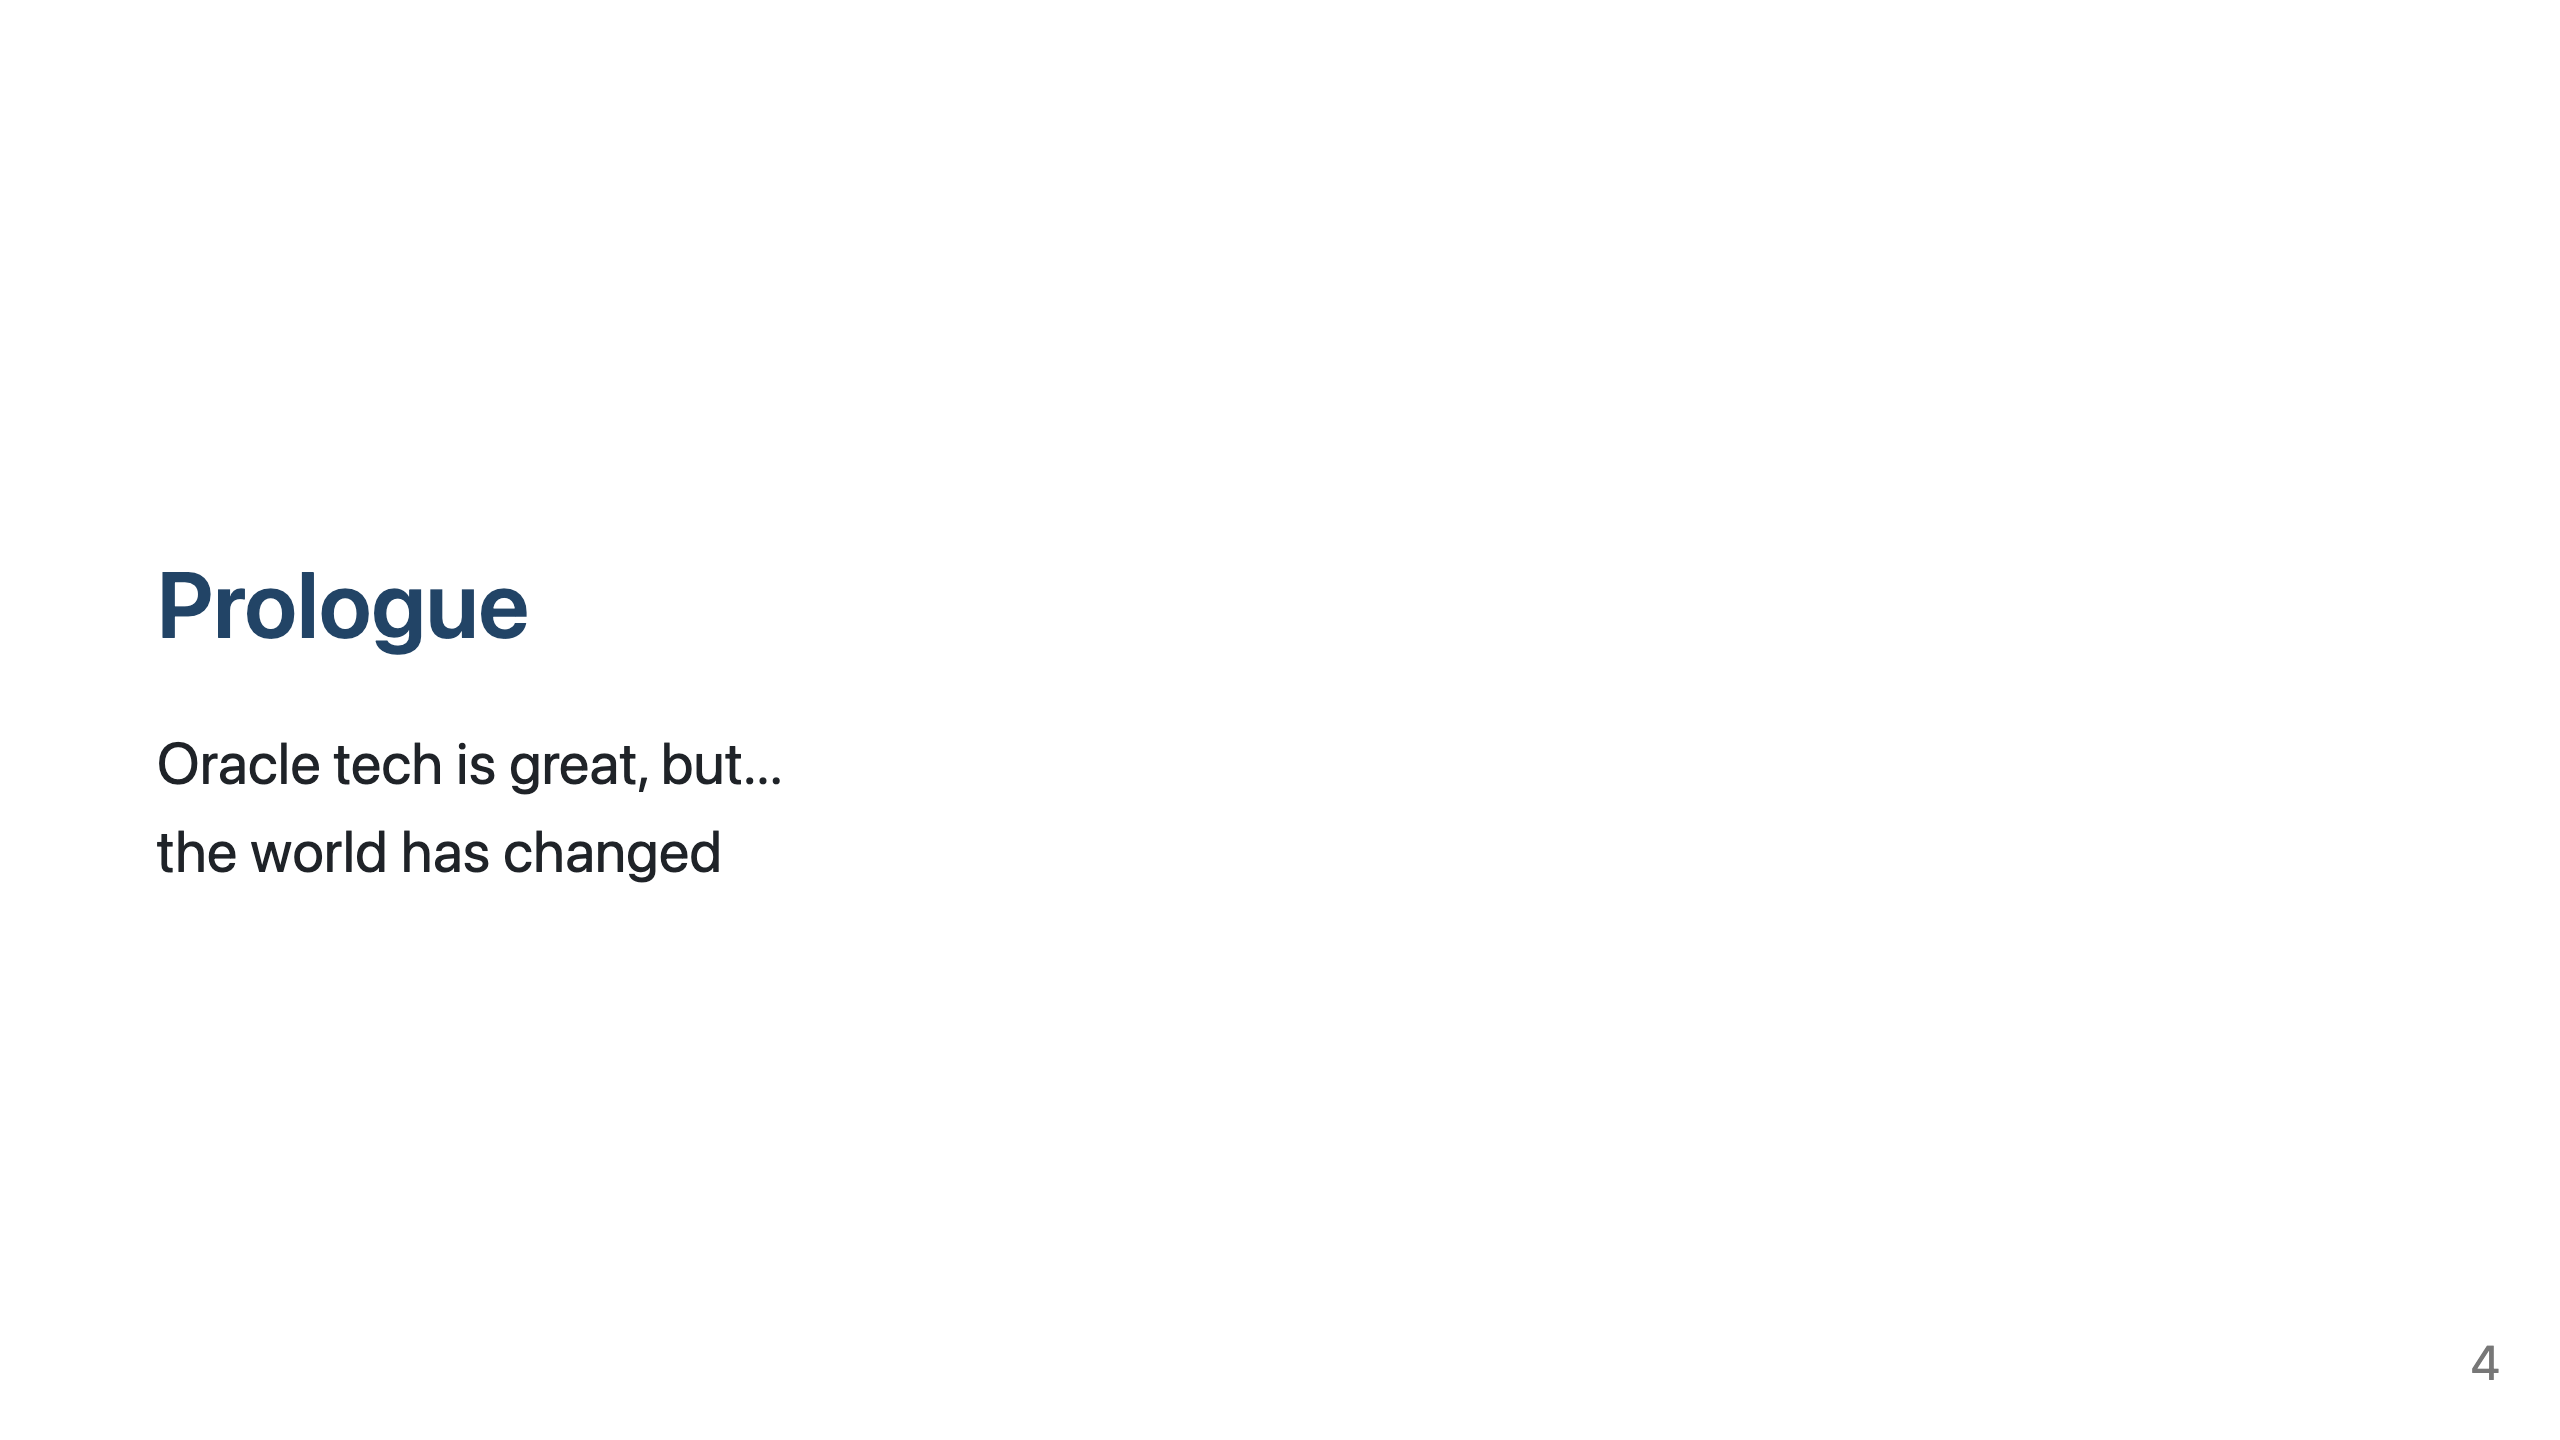 Prologue
Oracle tech is great, but...
the world has changed
4